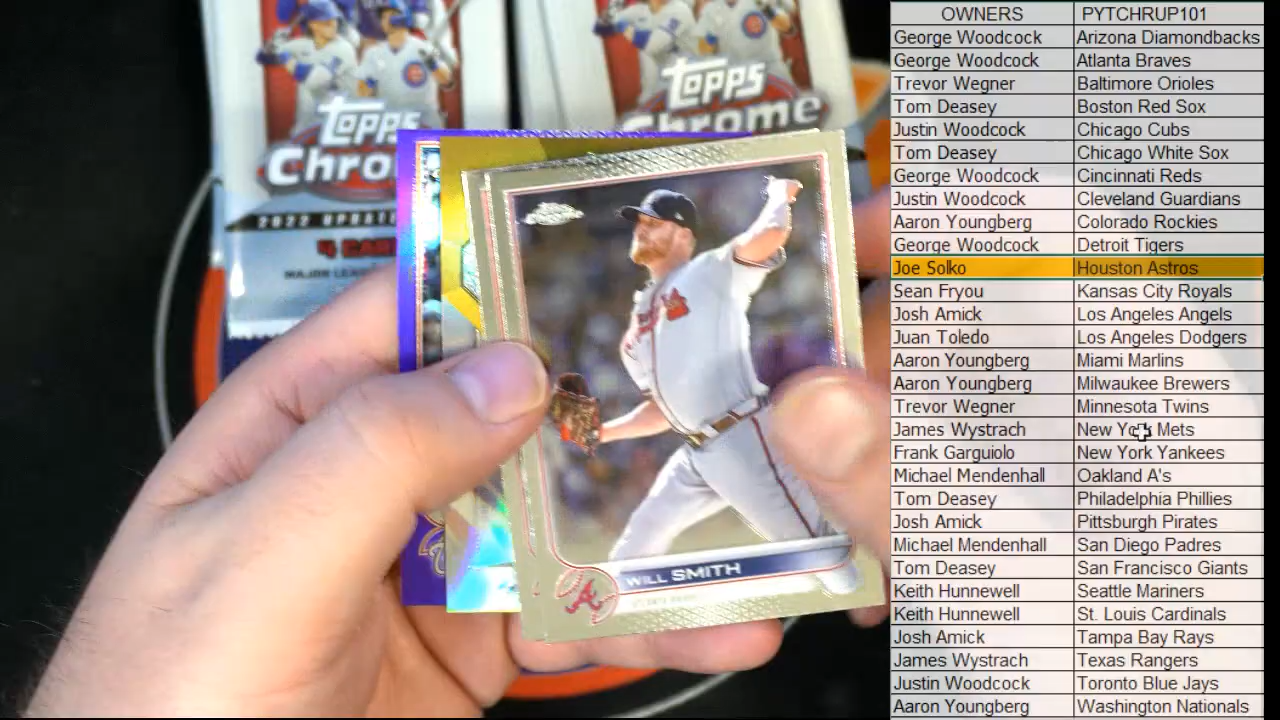 Topps
Chro
2022 UPDATE
4 CAR
MAJOR LEA
Topps
Chrome
WILL SMITH
A
OWNERS PYTCHRUP101
George Woodcock Arizona Diamondbacks
George Woodcock Atlanta Braves
Trevor Wegner Baltimore Orioles
Tom Deasey Boston Red Sox
Justin Woodcock Chicago Cubs
Tom Deasey Chicago White Sox
George Woodcock Cincinnati Reds
Justin Woodcock Cleveland Guardians
Aaron Youngberg Colorado Rockies
George Woodcock Detroit Tigers
Joe Solko Houston Astros
Sean Fryou Kansas City Royals
Josh Amick Los Angeles Angels
Juan Toledo Los Angeles Dodgers
Aaron Youngberg Miami Marlins
Aaron Youngberg Milwaukee Brewers
Trevor Wegner Minnesota Twins
James Wystrach New York Mets
Frank Garguiolo New York Yankees
Michael Mendenhall Oakland A's
Tom Deasey Philadelphia Phillies
Josh Amick Pittsburgh Pirates
Michael Mendenhall San Diego Padres
Tom Deasey San Francisco Giants
Keith Hunnewell Seattle Mariners
Keith Hunnewell St. Louis Cardinals
Josh Amick Tampa Bay Rays
James Wystrach Texas Rangers
Justin Woodcock Toronto Blue Jays
Aaron Youngberg Washington Nationals